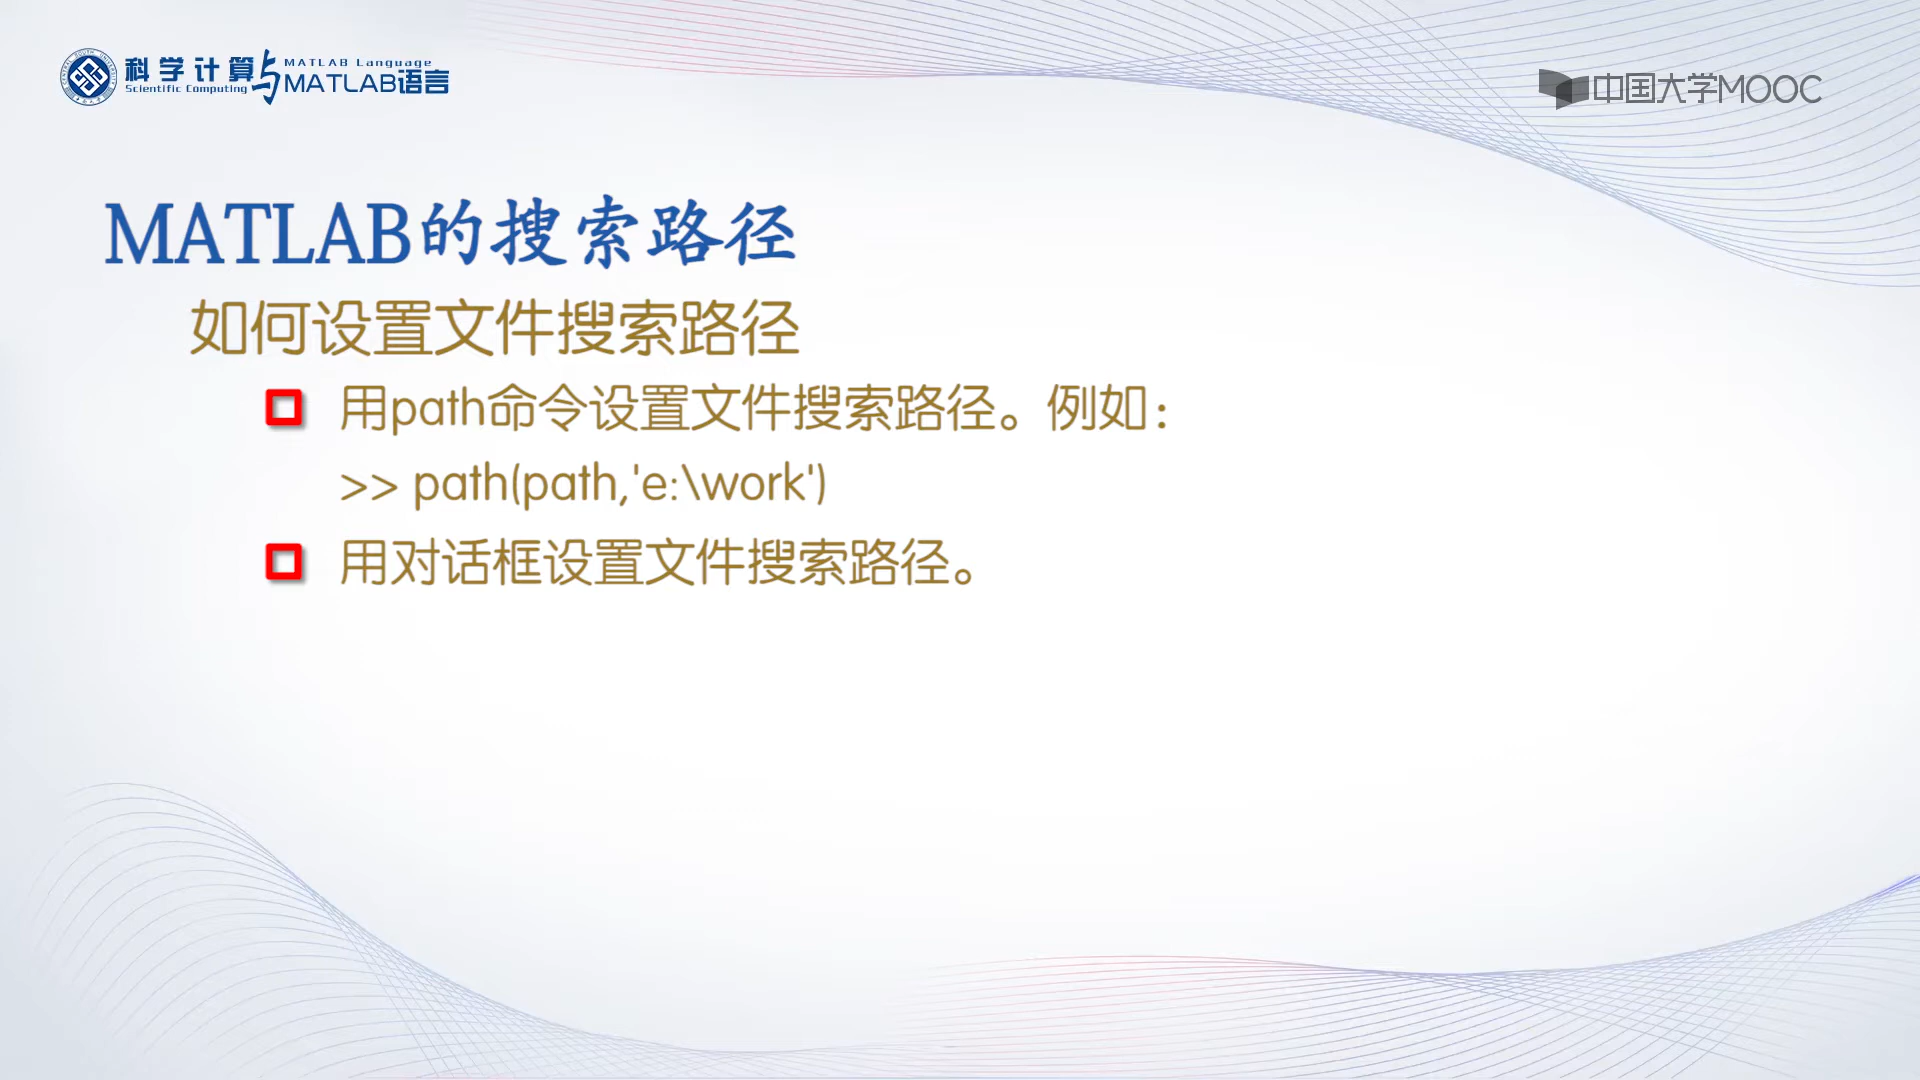 科学计算与MATLAB语言
Scientific Computing MATLAB Language
中国大学MOOC
MATLAB的搜索路径
如何设置文件搜索路径
用path命令设置文件搜索路径。例如：
>> path(path,'e:\work')
用对话框设置文件搜索路径。